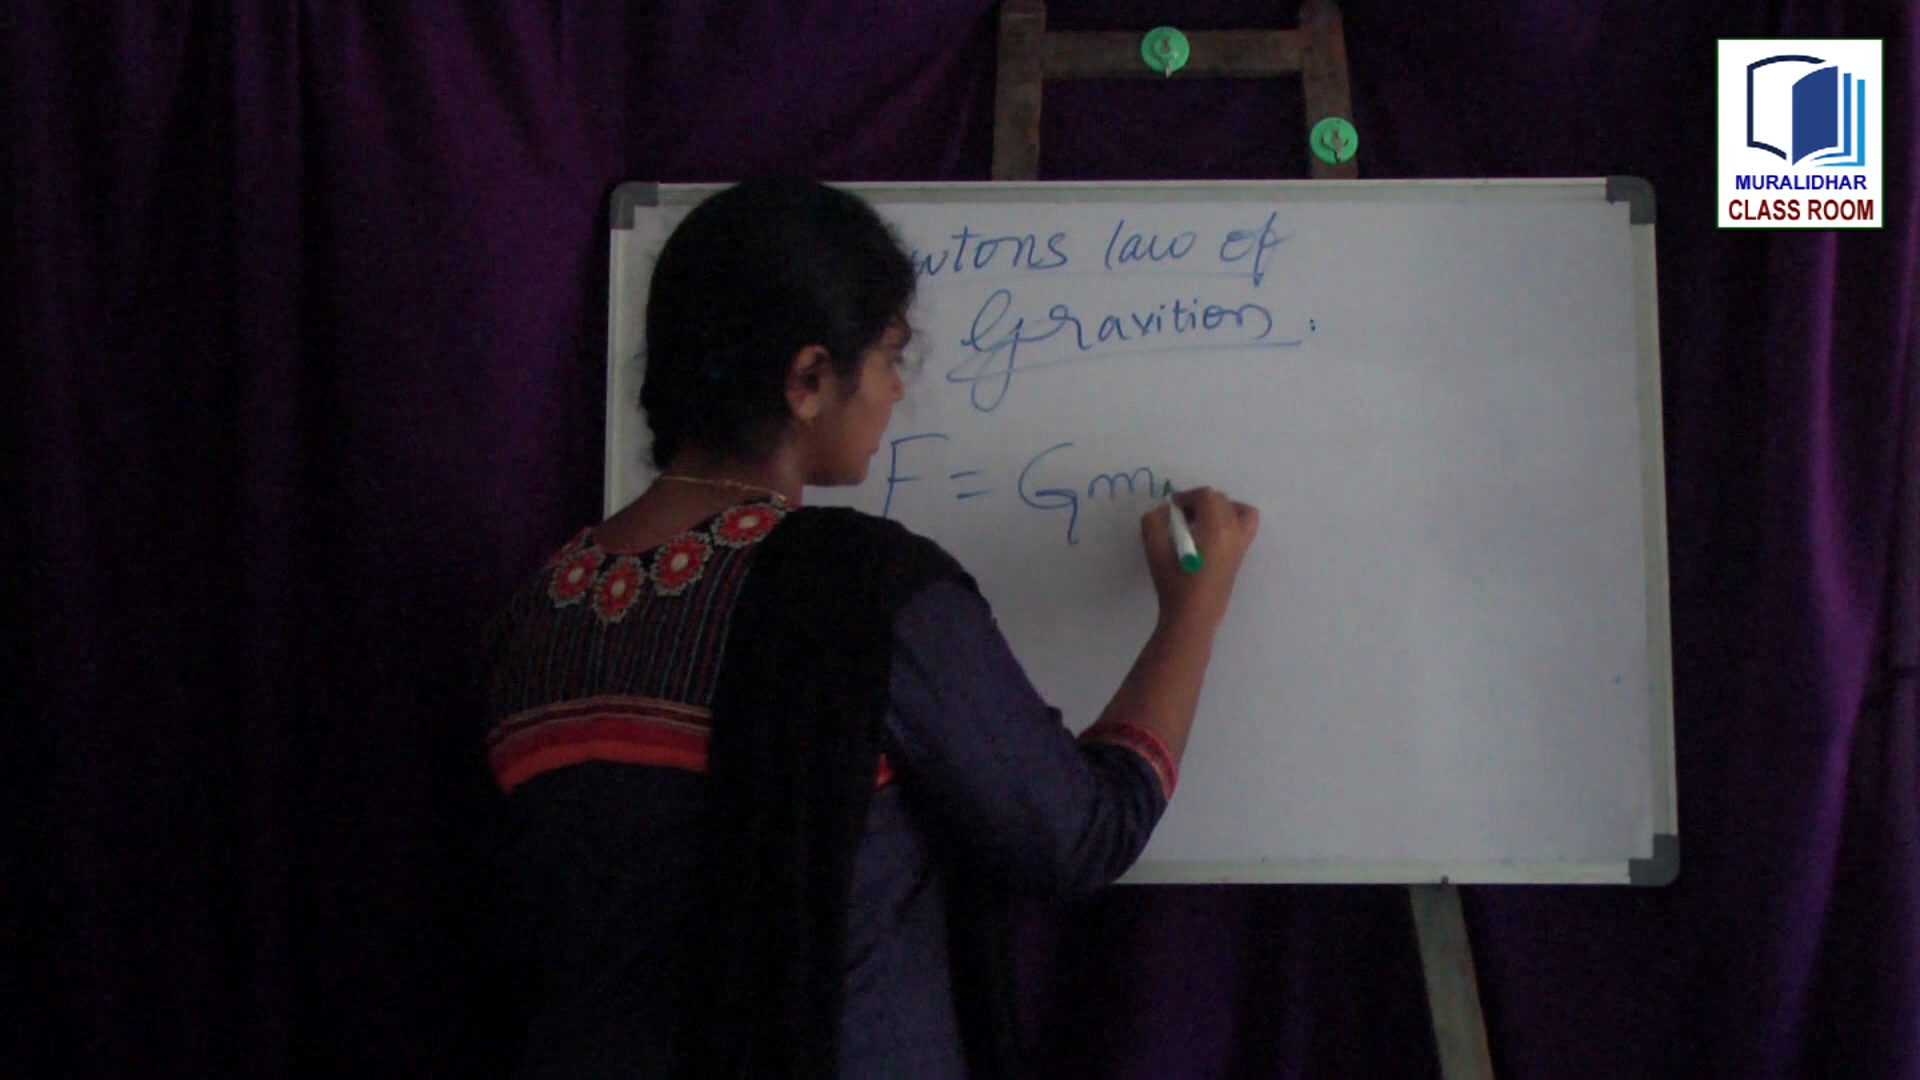 wtons law of
Gravition .
F = Gm
MURALIDHAR
CLASS ROOM